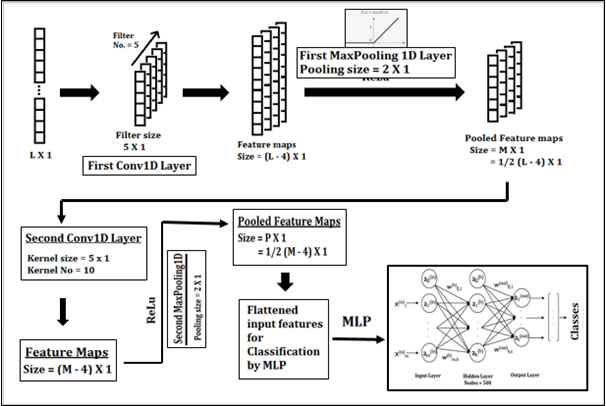 Filter
No. = 5
L X 1
Filter size
5 X 1
First Conv1D Layer
Feature maps
Size = (L - 4) X 1
First MaxPooling 1D Layer
Pooling size = 2 X 1
Pooled Feature maps
Size = M X 1
= 1/2 (L - 4) X 1
Second Conv1D Layer
Kernel size = 5 x 1
Kernel No = 10
Feature Maps
Size = (M - 4) X 1
ReLu
Second MaxPooling1D
Pooling size = 2 X 1
Pooled Feature Maps
Size = P X 1
= 1/2 (M - 4) X 1
Flattened
input features
for
Classification
by MLP
MLP
Input Layer
Hidden Layer
Nodes = 500
Output Layer
Classes